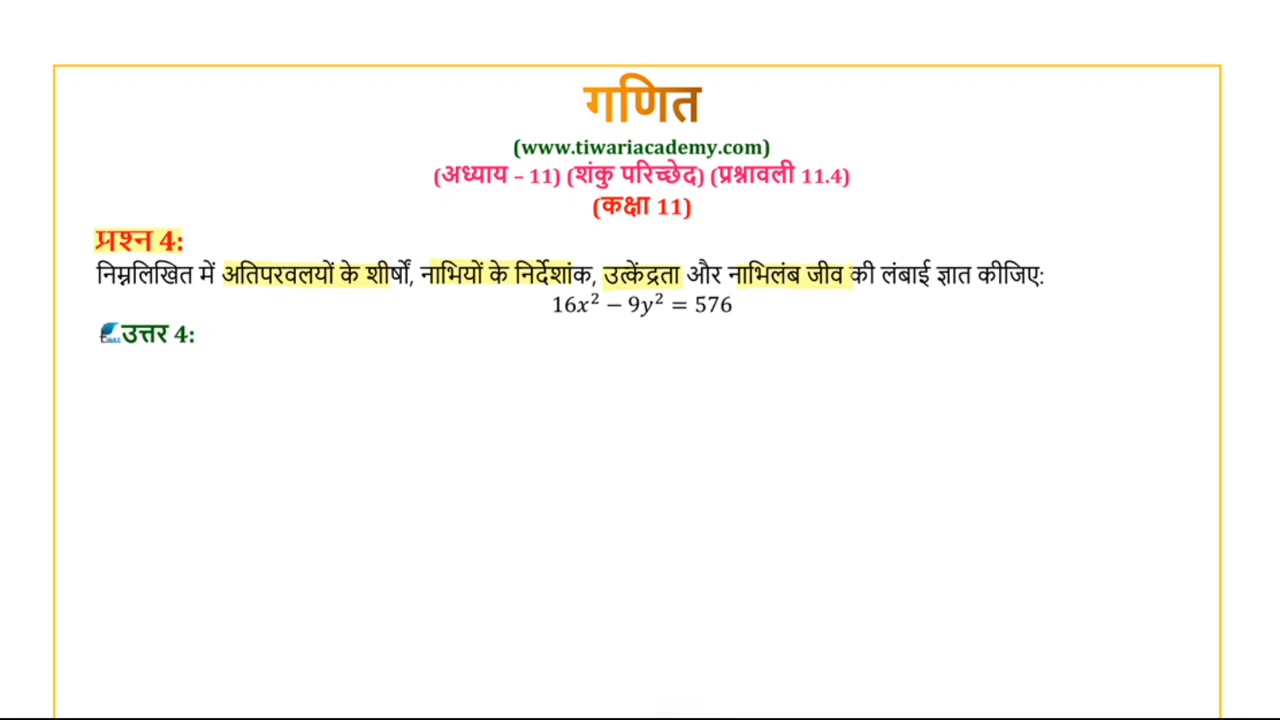 गणित
(www.tiwariacademy.com)
(अध्याय – 11) (शंकु परिच्छेद) (प्रश्नावली 11.4)
(कक्षा 11)
प्रश्न 4:
निम्नलिखित में अतिपरवलयों के शीर्षों, नाभियों के निर्देशांक, उत्केंद्रता और नाभिलंब जीव की लंबाई ज्ञात कीजिए:
16x² − 9y² = 576
उत्तर 4: